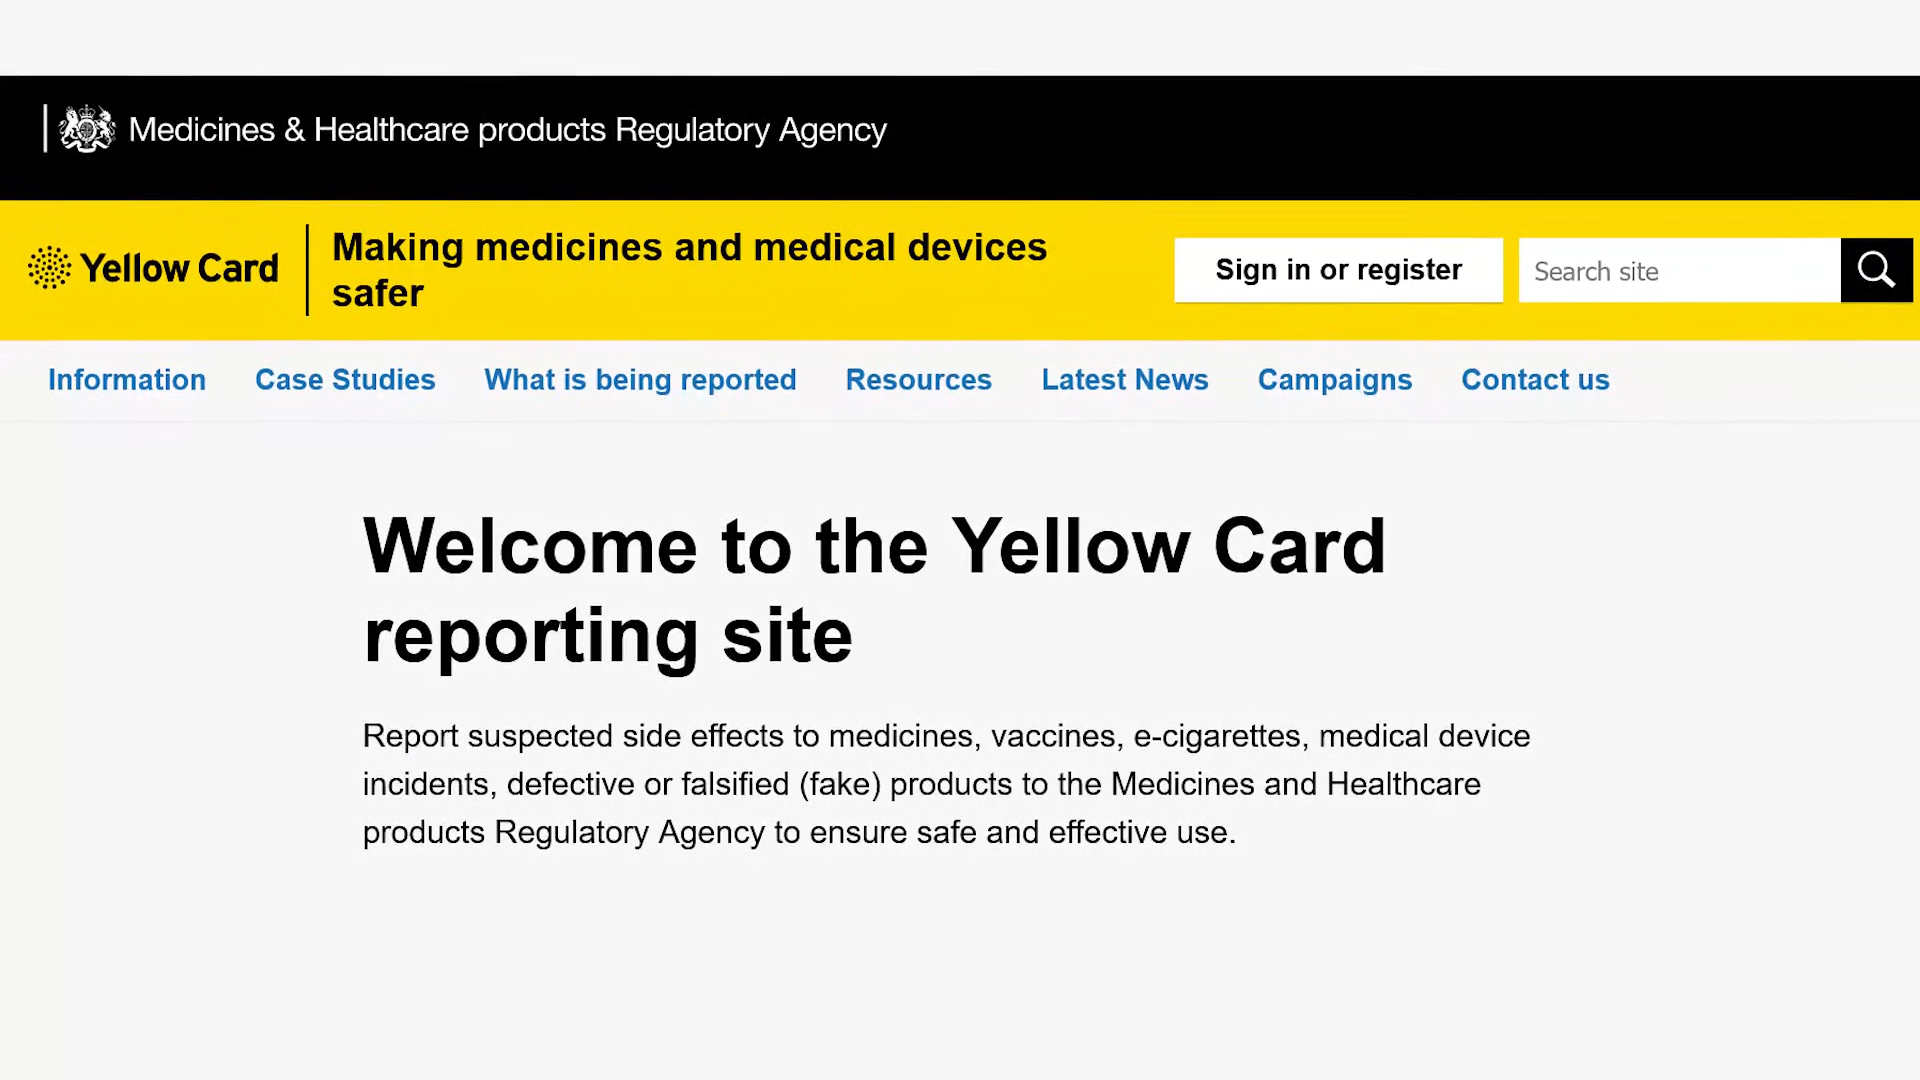 Medicines & Healthcare products Regulatory Agency
Yellow Card
Making medicines and medical devices
safer
Sign in or register
Search site
Information
Case Studies
What is being reported
Resources
Latest News
Campaigns
Contact us
Welcome to the Yellow Card
reporting site
Report suspected side effects to medicines, vaccines, e-cigarettes, medical device
incidents, defective or falsified (fake) products to the Medicines and Healthcare
products Regulatory Agency to ensure safe and effective use.